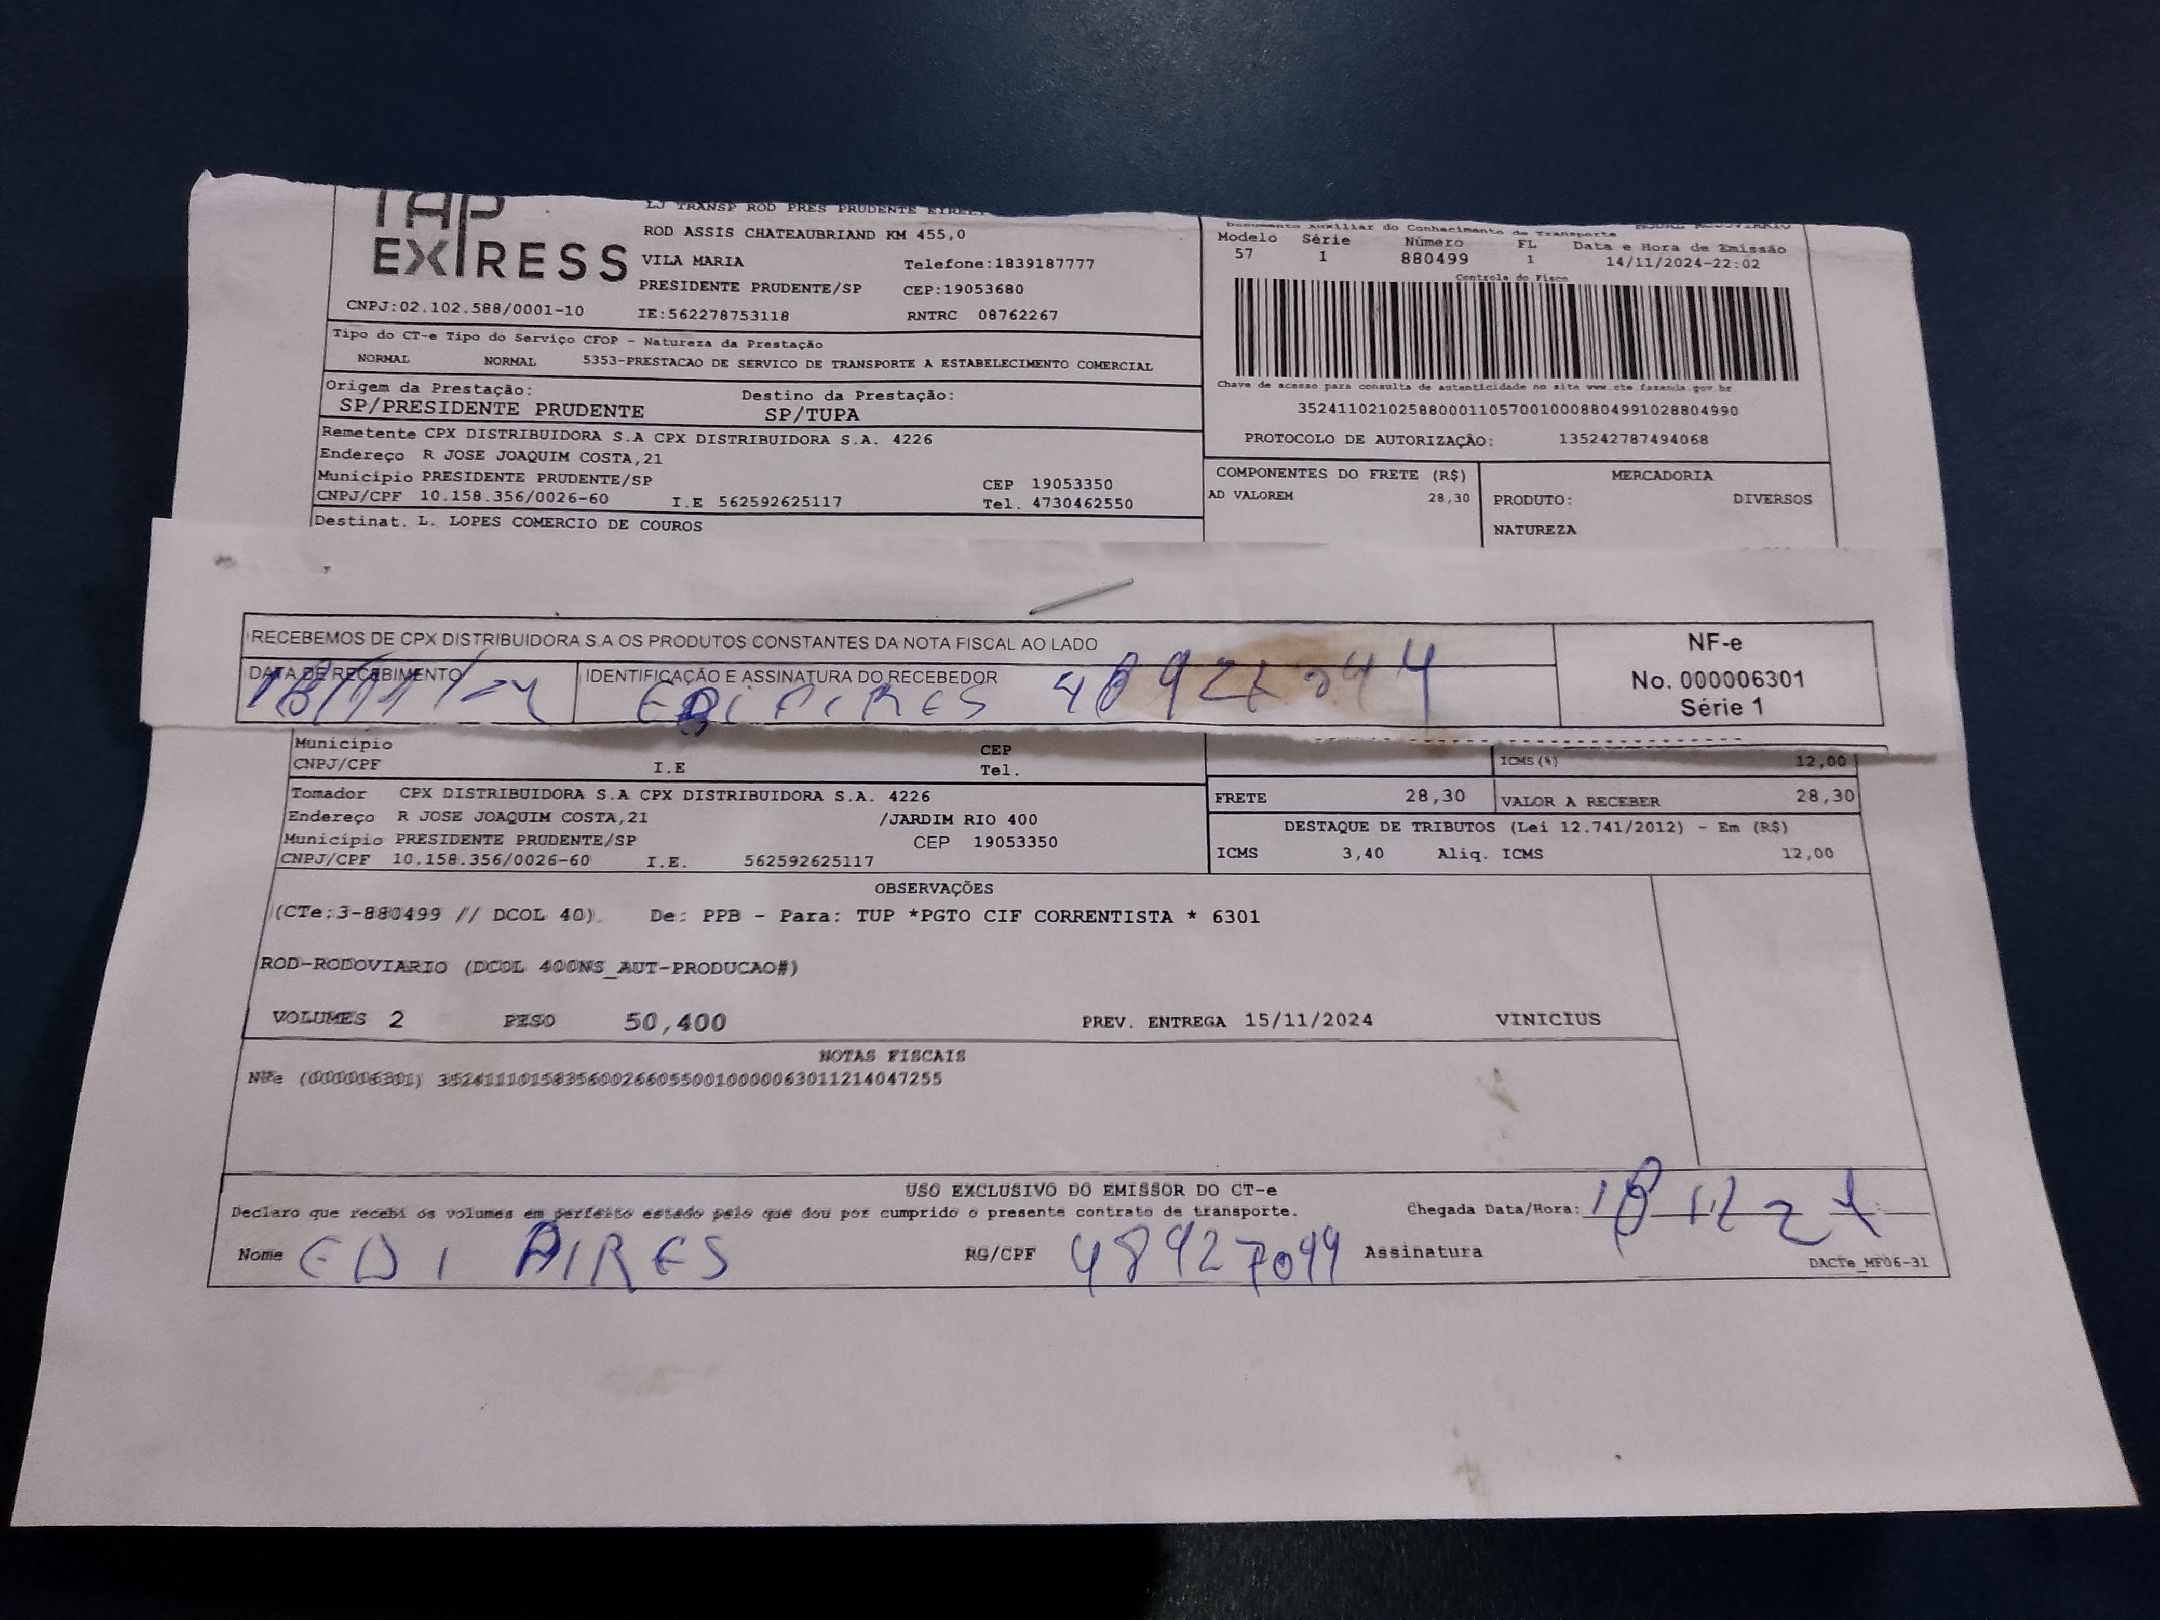 TAP
EXPRESS
CNPJ:02.102.588/0001-10
LJ TRANSP ROD PRES PRUDENTE EIRELI
ROD ASSIS CHATEAUBRIAND KM 455,0
VILA MARIA Telefone:1839187777
PRESIDENTE PRUDENTE/SP CEP:19053680
IE:562278753118 RNTRC 08762267
Documento Auxiliar do Conhecimento de Transporte MODAL RODOVIARIO
Modelo Série Número FL Data e Hora de Emissão
57 1 880499 1 14/11/2024-22:02
Controle do Fisco
Chave de acesso para consulta de autenticidade no site www.cte.fazenda.gov.br
35241102102588000110570010008804991028804990
PROTOCOLO DE AUTORIZAÇÃO: 135242787494068
Tipo do CT-e Tipo do Serviço CFOP - Natureza da Prestação
NORMAL NORMAL 5353-PRESTACAO DE SERVICO DE TRANSPORTE A ESTABELECIMENTO COMERCIAL
Origem da Prestação: Destino da Prestação:
SP/PRESIDENTE PRUDENTE SP/TUPA
Remetente CPX DISTRIBUIDORA S.A CPX DISTRIBUIDORA S.A. 4226
Endereço R JOSE JOAQUIM COSTA,21
Município PRESIDENTE PRUDENTE/SP CEP 19053350
CNPJ/CPF 10.158.356/0026-60 I.E 562592625117 Tel. 4730462550
Destinat. L. LOPES COMERCIO DE COUROS
COMPONENTES DO FRETE (R$) MERCADORIA
AD VALOREM 28,30 PRODUTO: DIVERSOS
NATUREZA
RECEBEMOS DE CPX DISTRIBUIDORA S.A OS PRODUTOS CONSTANTES DA NOTA FISCAL AO LADO
DATA DE RECEBIMENTO IDENTIFICAÇÃO E ASSINATURA DO RECEBEDOR
18/11/24 EDI PIRES
NF-e
No. 000006301
Série 1
Município CEP
CNPJ/CPF I.E Tel.
ICMS(%) 12,00
Tomador CPX DISTRIBUIDORA S.A CPX DISTRIBUIDORA S.A. 4226
Endereço R JOSE JOAQUIM COSTA,21 /JARDIM RIO 400
Município PRESIDENTE PRUDENTE/SP CEP 19053350
CNPJ/CPF 10.158.356/0026-60 I.E. 562592625117
FRETE 28,30 VALOR A RECEBER 28,30
DESTAQUE DE TRIBUTOS (Lei 12.741/2012) - Em (R$)
ICMS 3,40 Aliq. ICMS 12,00
OBSERVAÇÕES
(CTe:3-880499 // DCOL 40). De: PPB - Para: TUP *PGTO CIF CORRENTISTA * 6301
ROD-RODOVIARIO (DCOL 400NS_AUT-PRODUCAO#)
VOLUMES 2 PESO 50,400 PREV. ENTREGA 15/11/2024 VINICIUS
NOTAS FISCAIS
NFe (000006301) 35241110158356002660550010000063011214047255
USO EXCLUSIVO DO EMISSOR DO CT-e
Declaro que recebi os volumes em perfeito estado pelo que dou por cumprido o presente contrato de transporte. Chegada Data/Hora:
Nome EDI PIRES RG/CPF 48927044 Assinatura
DACTe_MF06-31